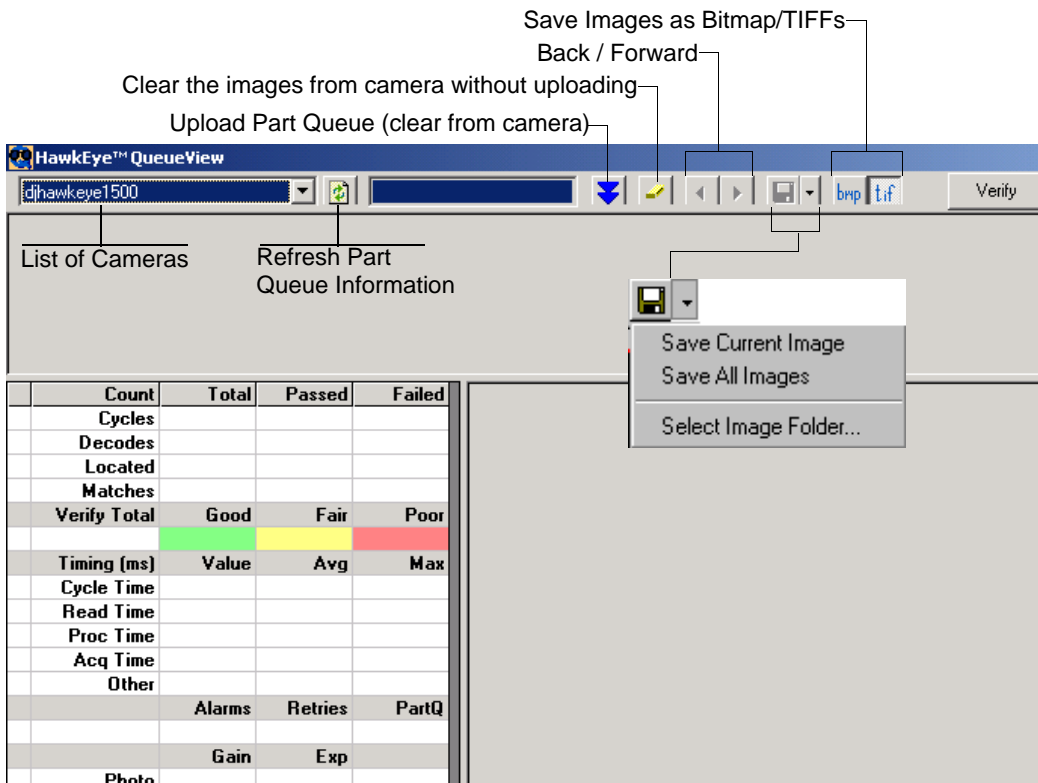 Save Images as Bitmap/TIFFs
Back / Forward
Clear the images from camera without uploading
Upload Part Queue (clear from camera)
HawkEye™ QueueView
djhawkeye1500
bmp tif Verify
List of Cameras
Refresh Part
Queue Information
Save Current Image
Save All Images
Select Image Folder...
Count Total Passed Failed
Cycles
Decodes
Located
Matches
Verify Total Good Fair Poor
Timing (ms) Value Avg Max
Cycle Time
Read Time
Proc Time
Acq Time
Other
Alarms Retries PartQ
Gain Exp
Photo